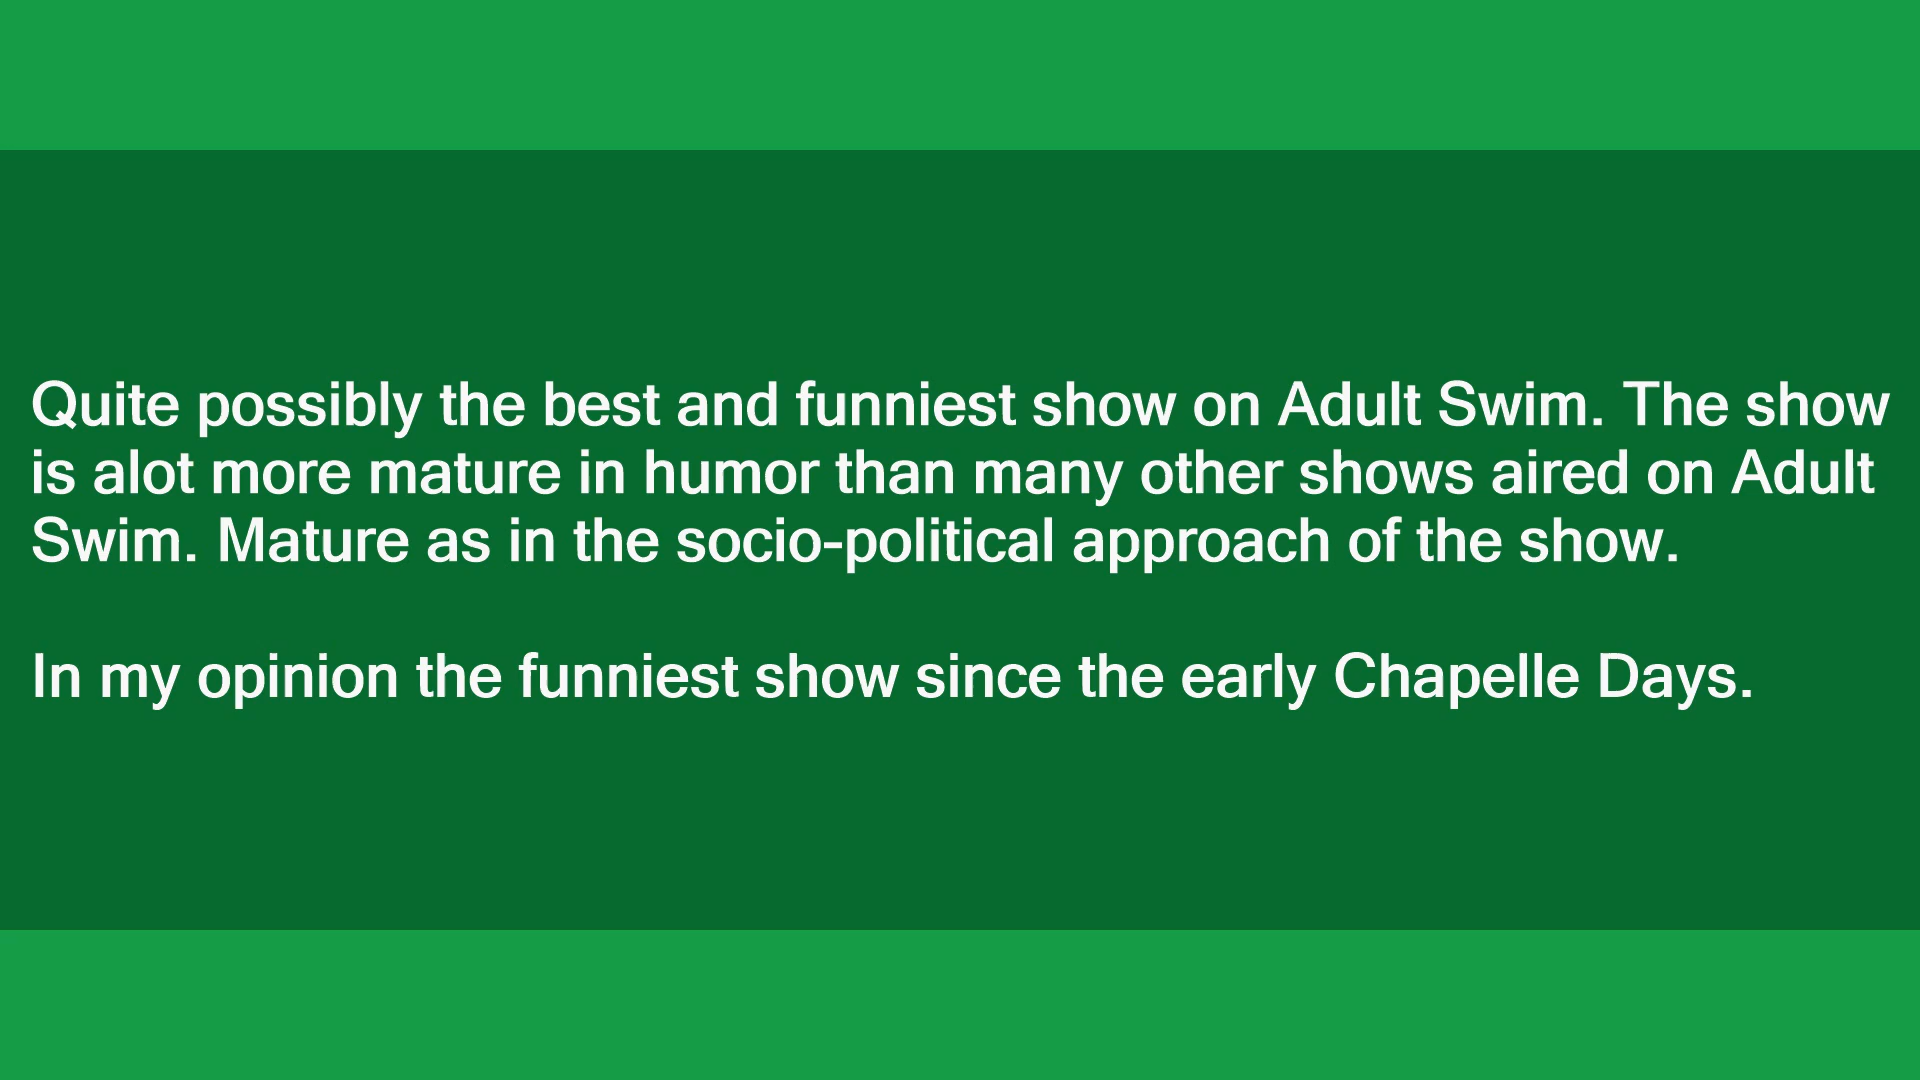 Quite possibly the best and funniest show on Adult Swim. The show
is alot more mature in humor than many other shows aired on Adult
Swim. Mature as in the socio-political approach of the show.
In my opinion the funniest show since the early Chapelle Days.